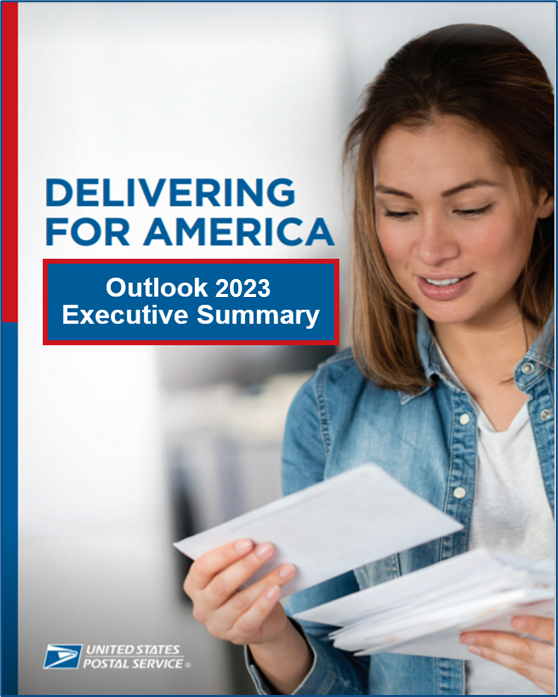 DELIVERING
FOR AMERICA
Outlook 2023
Executive Summary
UNITED STATES
POSTAL SERVICE®